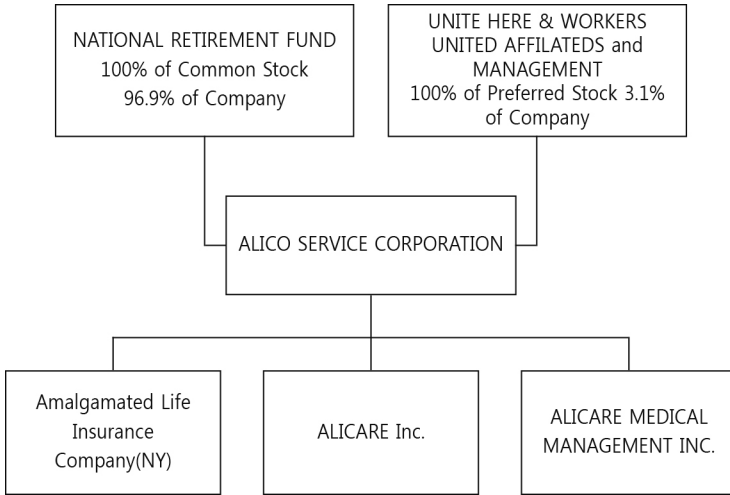 NATIONAL RETIREMENT FUND
100% of Common Stock
96.9% of Company
UNITE HERE & WORKERS
UNITED AFFILATEDS and
MANAGEMENT
100% of Preferred Stock 3.1%
of Company
ALICO SERVICE CORPORATION
Amalgamated Life
Insurance
Company(NY)
ALICARE Inc.
ALICARE MEDICAL
MANAGEMENT INC.